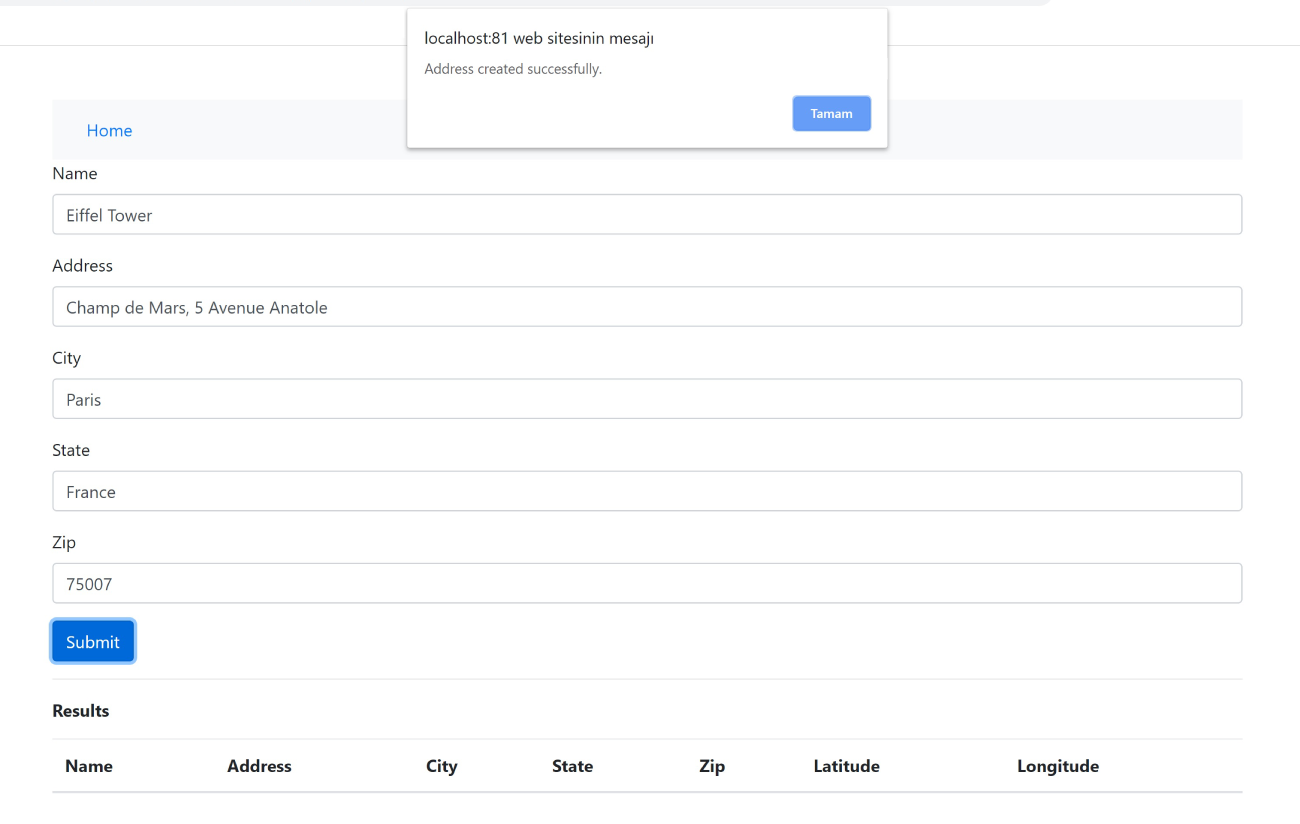 localhost:81 web sitesinin mesajı
Address created successfully.
Tamam
Home
Name
Eiffel Tower
Address
Champ de Mars, 5 Avenue Anatole
City
Paris
State
France
Zip
75007
Submit
Results
Name Address City State Zip Latitude Longitude